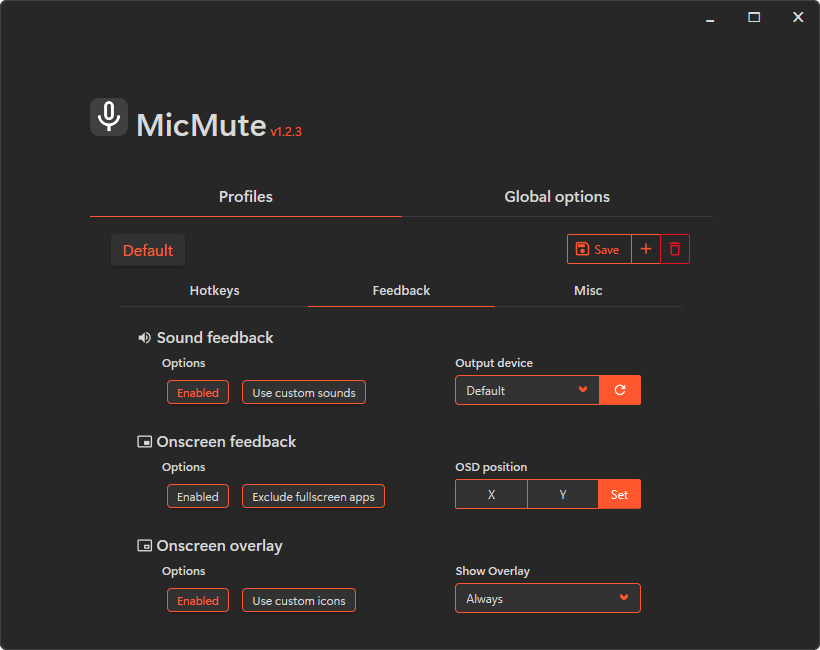 MicMute v1.2.3
Profiles Global options
Default Save
Hotkeys Feedback Misc
Sound feedback
Options Output device
Enabled Use custom sounds Default
Onscreen feedback
Options OSD position
Enabled Exclude fullscreen apps X Y Set
Onscreen overlay
Options Show Overlay
Enabled Use custom icons Always